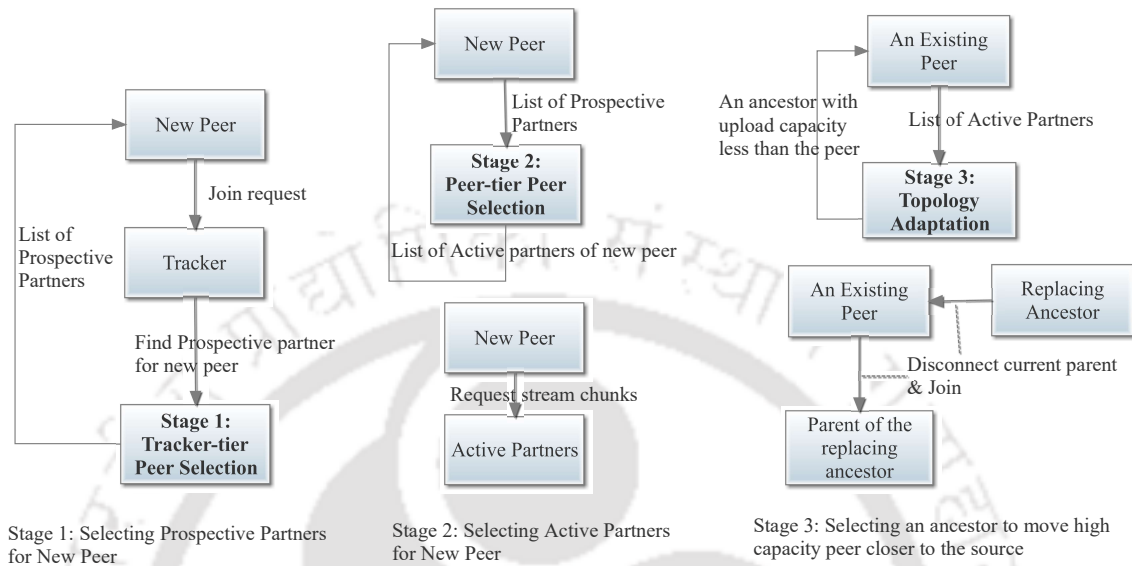 New Peer
Join request
List of
Prospective
Partners
Tracker
Find Prospective partner
for new peer
Stage 1:
Tracker-tier
Peer Selection
Stage 1: Selecting Prospective Partners
for New Peer
New Peer
List of Prospective
Partners
Stage 2:
Peer-tier Peer
Selection
List of Active partners of new peer
New Peer
Request stream chunks
Active Partners
Stage 2: Selecting Active Partners
for New Peer
An Existing
Peer
An ancestor with
upload capacity
less than the peer
List of Active Partners
Stage 3:
Topology
Adaptation
An Existing
Peer
Replacing
Ancestor
Disconnect current parent
& Join
Parent of the
replacing
ancestor
Stage 3: Selecting an ancestor to move high
capacity peer closer to the source